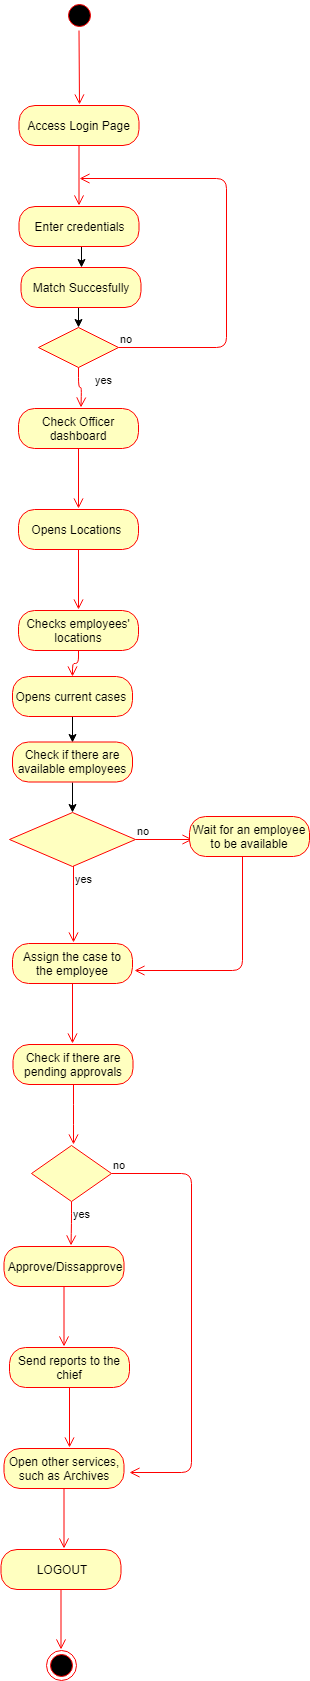 Access Login Page
Enter credentials
Match Succesfully
no
yes
Check Officer
dashboard
Opens Locations
Checks employees'
locations
Opens current cases
Check if there are
available employees
no
Wait for an employee
to be available
yes
Assign the case to
the employee
Check if there are
pending approvals
no
yes
Approve/Dissapprove
Send reports to the
chief
Open other services,
such as Archives
LOGOUT